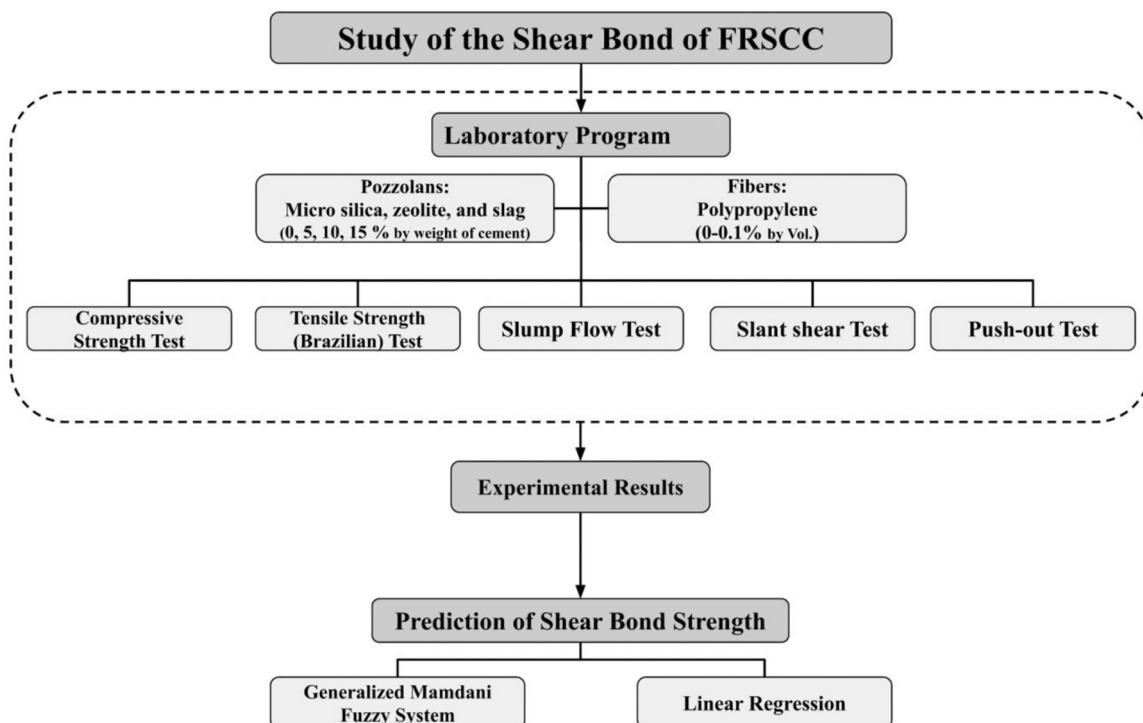 Study of the Shear Bond of FRSCC
Laboratory Program
Pozzolans:
Micro silica, zeolite, and slag
(0, 5, 10, 15 % by weight of cement)
Fibers:
Polypropylene
(0-0.1% by Vol.)
Compressive
Strength Test
Tensile Strength
(Brazilian) Test
Slump Flow Test
Slant shear Test
Push-out Test
Experimental Results
Prediction of Shear Bond Strength
Generalized Mamdani
Fuzzy System
Linear Regression